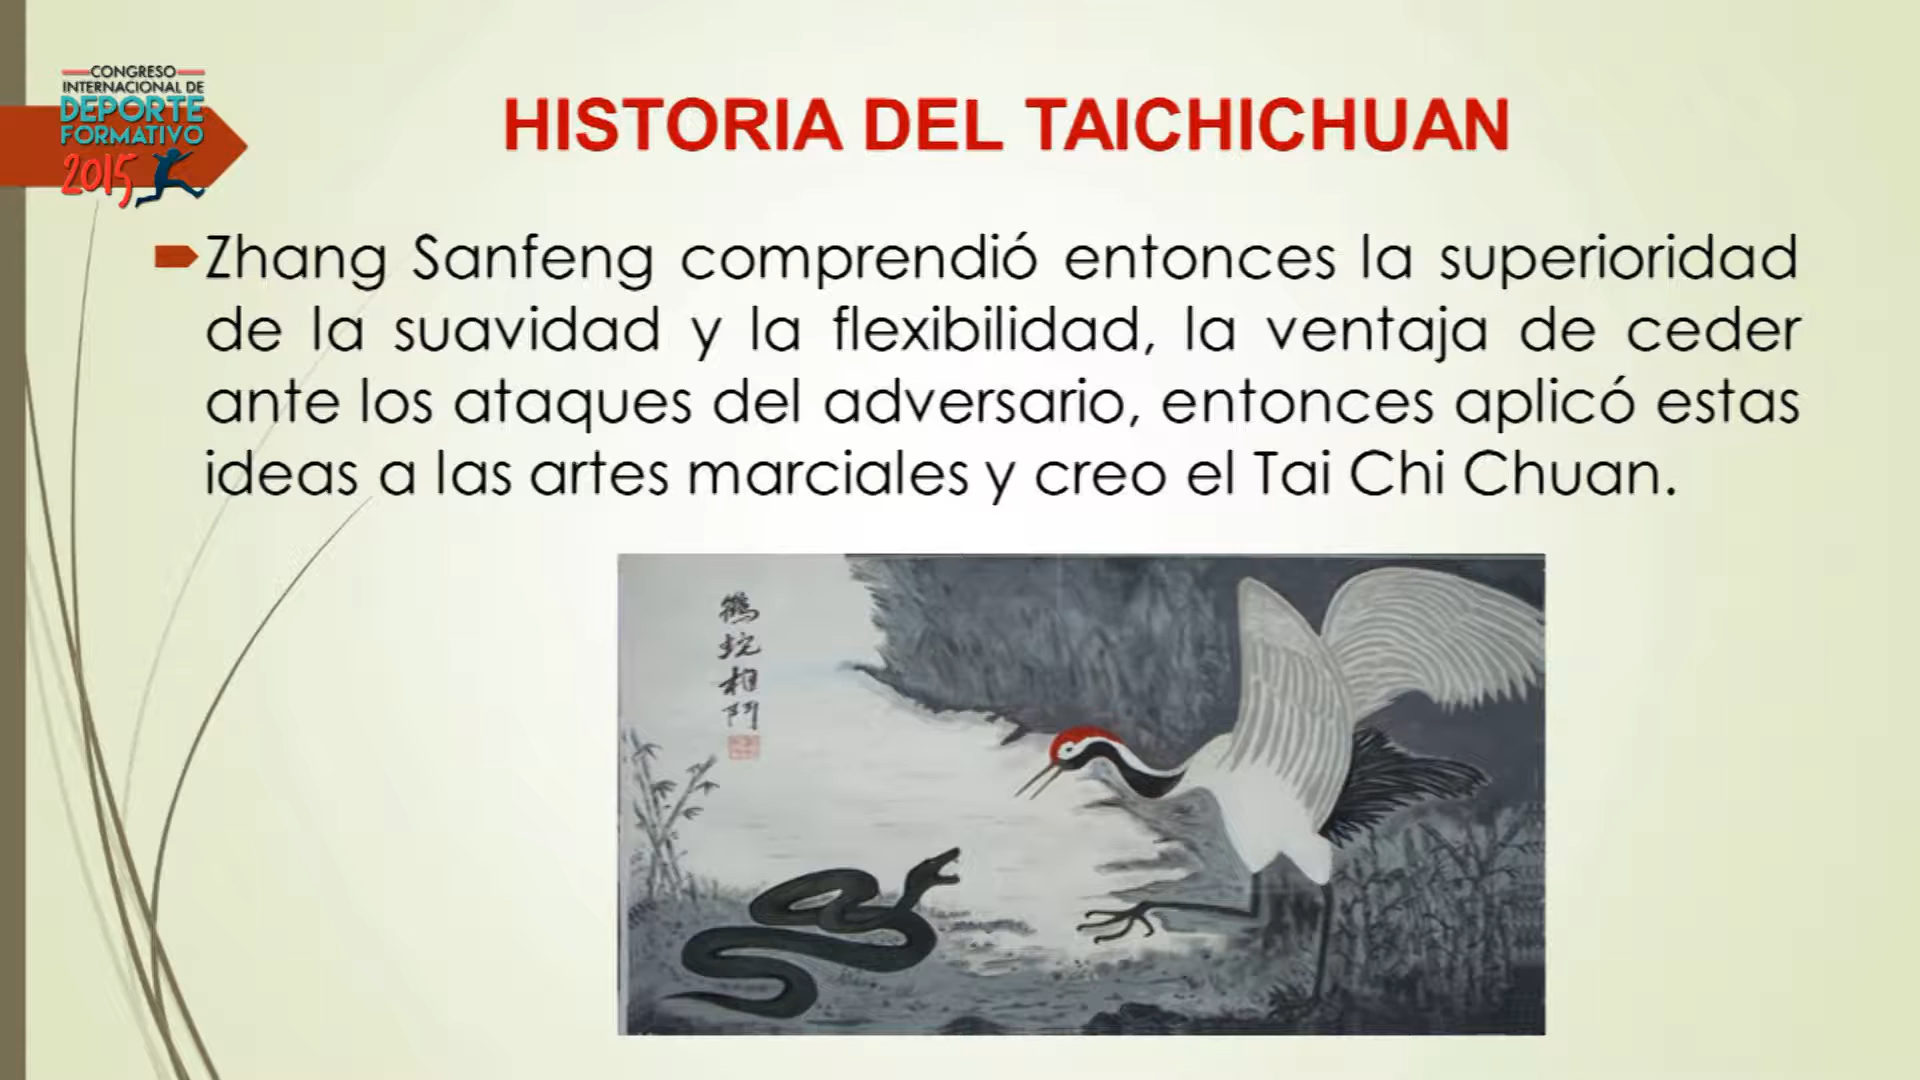 CONGRESO
INTERNACIONAL DE
DEPORTE
FORMATIVO
2015
HISTORIA DEL TAICHICHUAN
Zhang Sanfeng comprendió entonces la superioridad
de la suavidad y la flexibilidad, la ventaja de ceder
ante los ataques del adversario, entonces aplicó estas
ideas a las artes marciales y creo el Tai Chi Chuan.
鶴
蛇
相
鬥